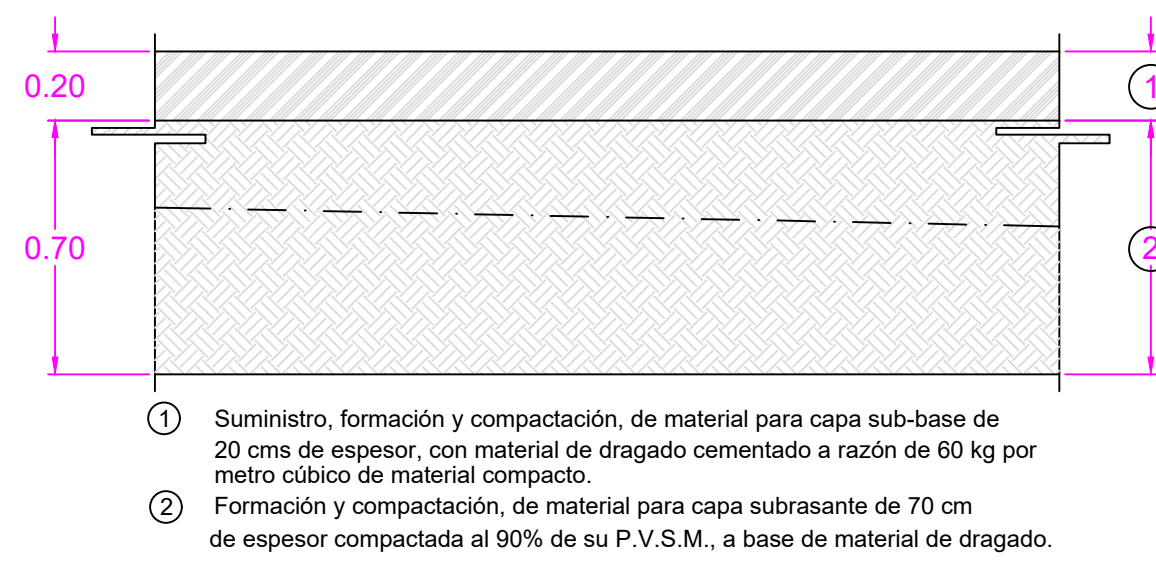 0.20
1
0.70
2
1 Suministro, formación y compactación, de material para capa sub-base de
20 cms de espesor, con material de dragado cementado a razón de 60 kg por
metro cúbico de material compacto.
2 Formación y compactación, de material para capa subrasante de 70 cm
de espesor compactada al 90% de su P.V.S.M., a base de material de dragado.